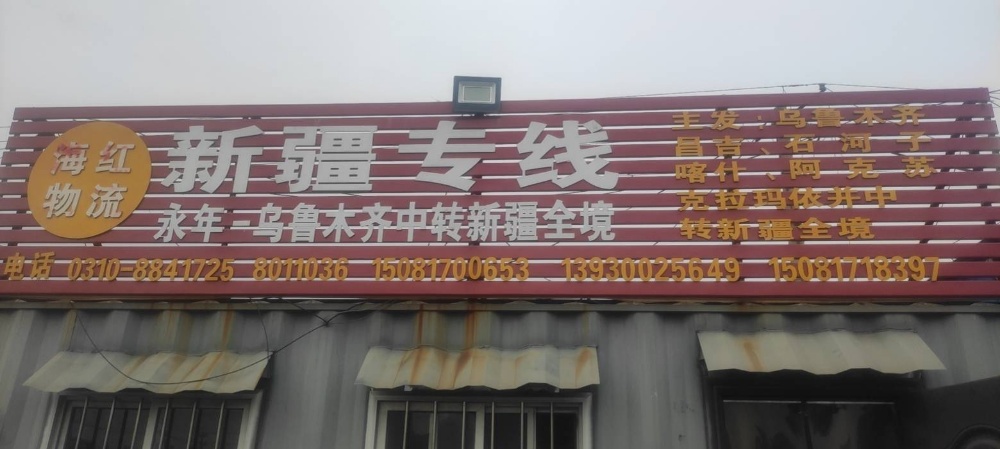 海红
物流
新疆专线
永年-乌鲁木齐中转新疆全境
主发:乌鲁木齐
昌吉、石河子
喀什、阿克苏
克拉玛依并中
转新疆全境
电话 0310-8841725 8011036 15081700653 13930025649 15081718397